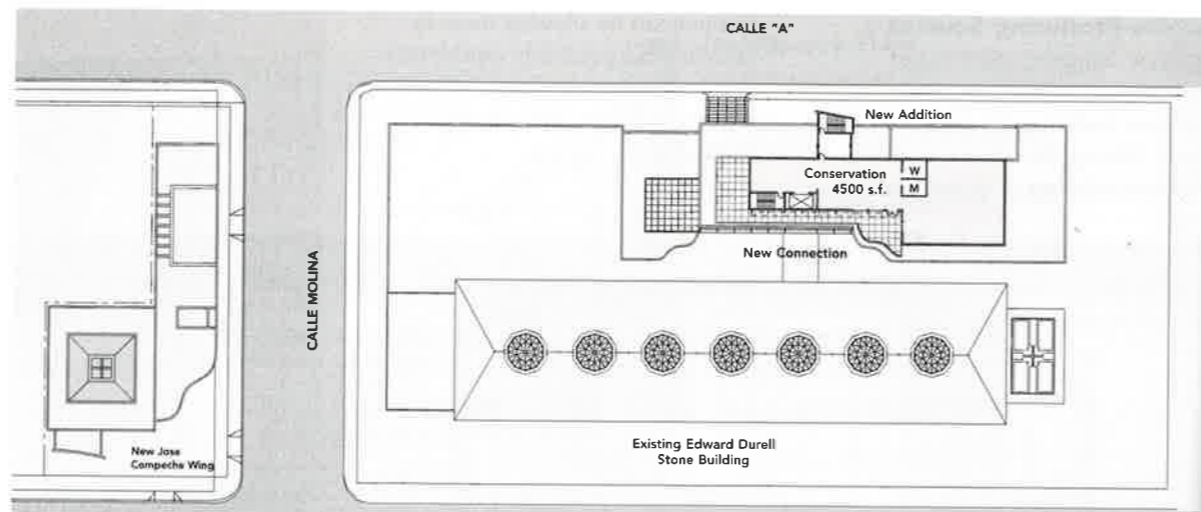 CALLE "A"
New Addition
Conservation
4500 s.f.
W
M
CALLE MOLINA
New Connection
Existing Edward Durell
Stone Building
New Jose
Campeche Wing